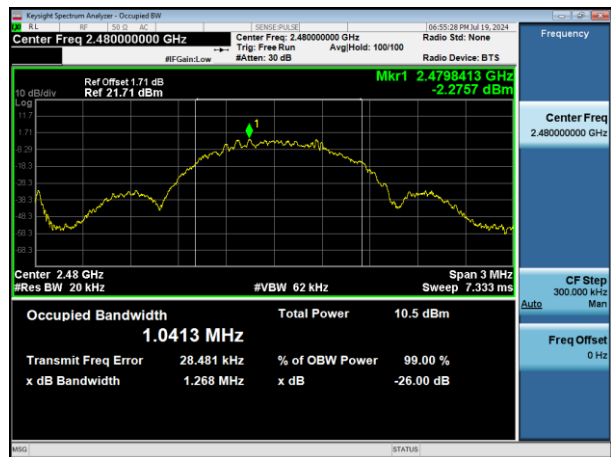 Keysight Spectrum Analyzer - Occupied BW
RL RF 50 Ω AC SENSE:PULSE 06:55:28 PM Jul 19, 2024
Center Freq 2.480000000 GHz Center Freq: 2.480000000 GHz Radio Std: None Frequency
Trig: Free Run Avg|Hold: 100/100
#IFGain:Low #Atten: 30 dB Radio Device: BTS
Ref Offset 1.71 dB Mkr1 2.4798413 GHz
10 dB/div Ref 21.71 dBm -2.2757 dBm
Log
11.7
1.71
-8.29
-18.3
-28.3
-38.3
-48.3
-58.3
-68.3
1
Center Freq
2.480000000 GHz
Center 2.48 GHz Span 3 MHz
#Res BW 20 kHz #VBW 62 kHz Sweep 7.333 ms
CF Step
300.000 kHz
Auto Man
Occupied Bandwidth Total Power 10.5 dBm
1.0413 MHz
Freq Offset
0 Hz
Transmit Freq Error 28.481 kHz % of OBW Power 99.00 %
x dB Bandwidth 1.268 MHz x dB -26.00 dB
MSG STATUS